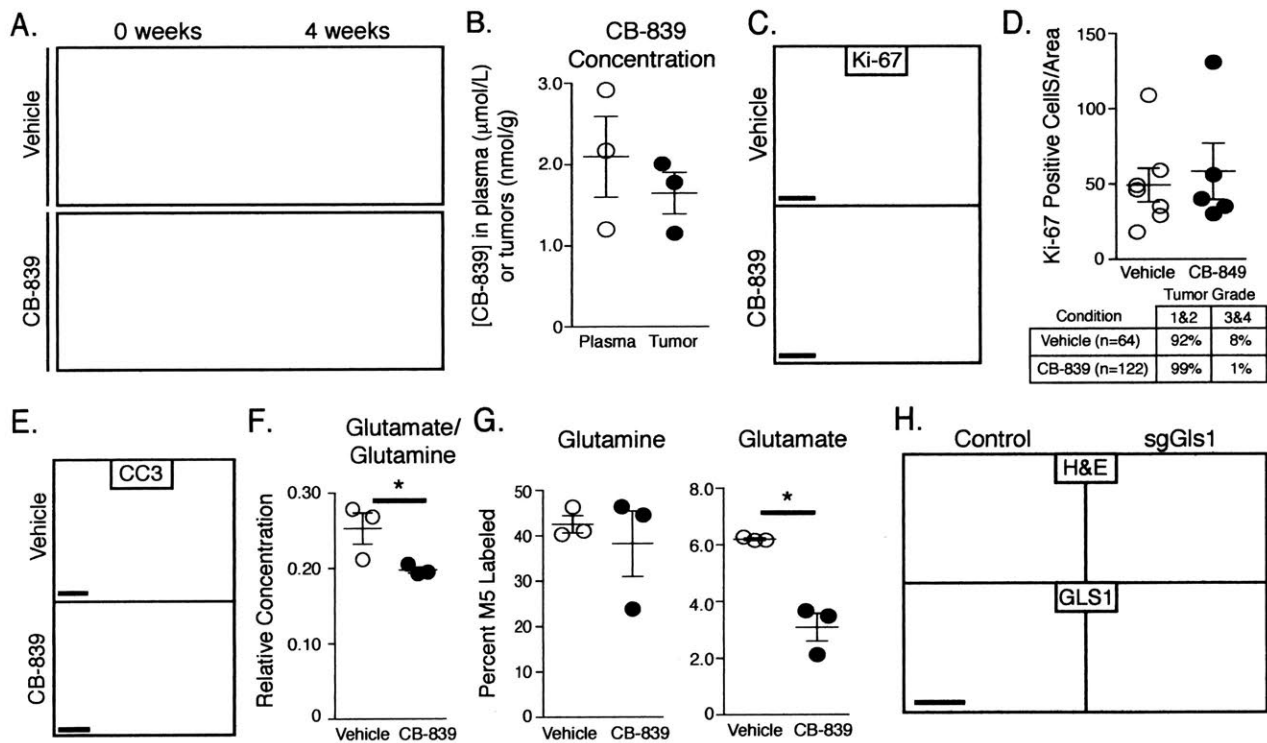 A.
0 weeks 4 weeks
Vehicle
CB-839
B.
CB-839
Concentration
[CB-839] in plasma (μmol/L)
or tumors (nmol/g)
3.0
2.0
1.0
0
Plasma Tumor
C.
Ki-67
Vehicle
CB-839
D.
Ki-67 Positive CellS/Area
150
100
50
0
Vehicle CB-849
Tumor Grade
Condition 1&2 3&4
Vehicle (n=64) 92% 8%
CB-839 (n=122) 99% 1%
E.
CC3
Vehicle
CB-839
F.
Glutamate/
Glutamine
Relative Concentration
0.30
0.20
0.10
0
*
Vehicle CB-839
G.
Glutamine
Percent M5 Labeled
50
40
30
20
10
0
Vehicle CB-839
Glutamate
8.0
6.0
4.0
2.0
0
*
Vehicle CB-839
H.
Control sgGls1
H&E
GLS1